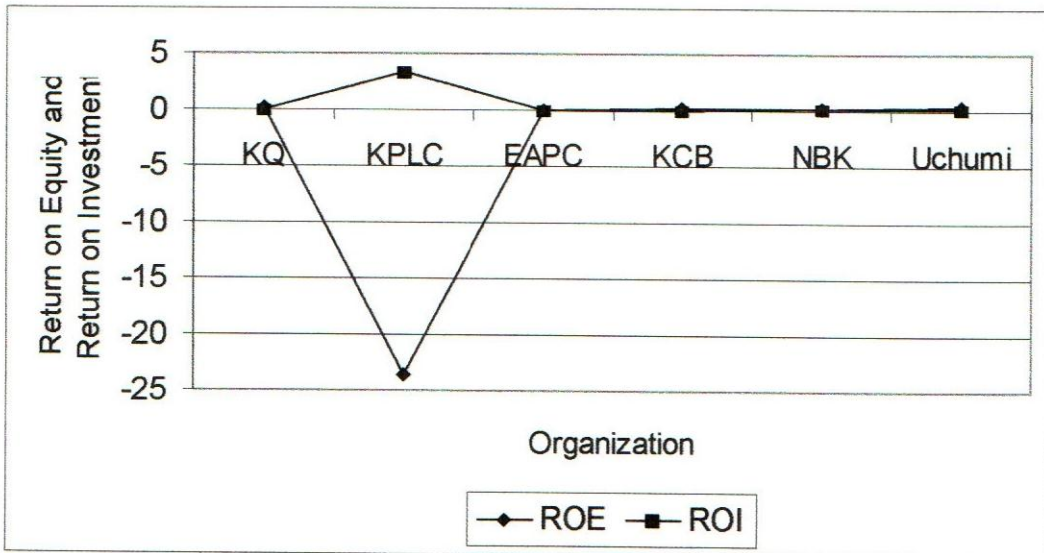 Return on Equity and
Return on Investment
5
0
-5
-10
-15
-20
-25
KQ KPLC EAPC KCB NBK Uchumi
Organization
ROE ROI